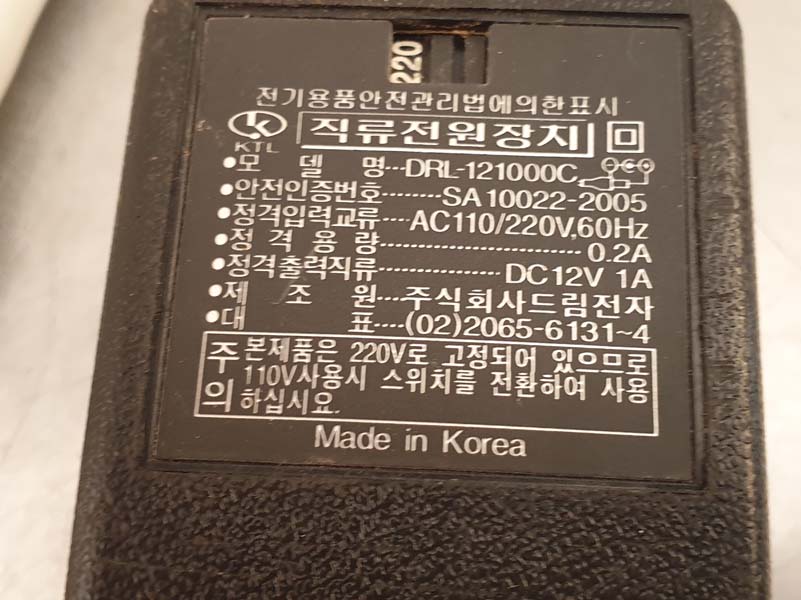 220
전기용품안전관리법에의한표시
KTL 직류전원장치
●모 델 명---DRL-121000C
●안전인증번호--------SA10022-2005
●정격입력교류---AC110/220V,60Hz
●정 격 용 량----------------------------0.2A
●정격출력직류-----------------DC12V 1A
●제 조 원---주식회사드림전자
●대 표----(02)2065-6131~4
주의
본제품은 220V로 고정되어 있으므로
110V사용시 스위치를 전환하여 사용
하십시요.
Made in Korea